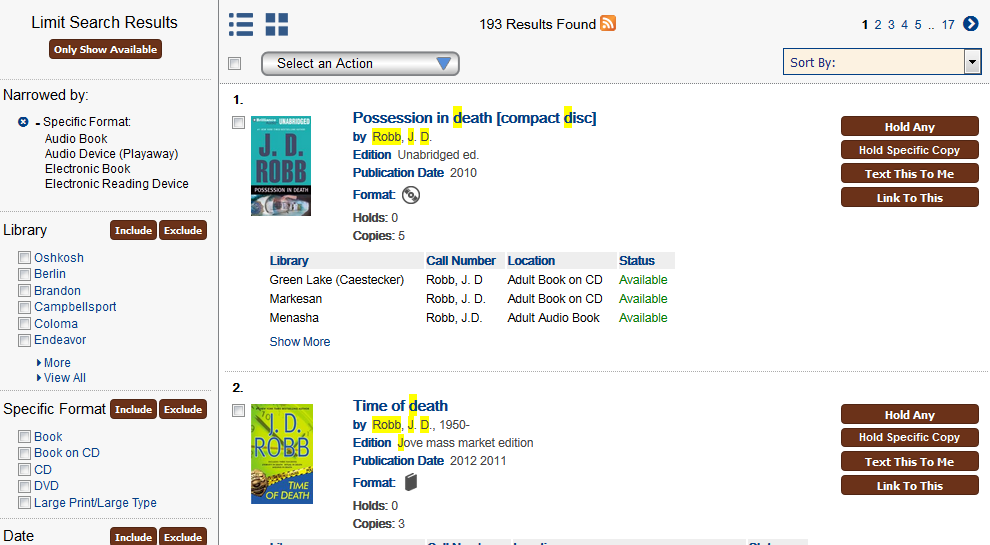 Limit Search Results
Only Show Available
Narrowed by:
- Specific Format:
Audio Book
Audio Device (Playaway)
Electronic Book
Electronic Reading Device
Library Include Exclude
Oshkosh
Berlin
Brandon
Campbellsport
Coloma
Endeavor
More
View All
Specific Format Include Exclude
Book
Book on CD
CD
DVD
Large Print/Large Type
Date Include Exclude
193 Results Found
1 2 3 4 5 .. 17
Select an Action
Sort By:
1.
Brilliance UNABRIDGED
J. D.
ROBB
POSSESSION IN DEATH
Possession in death [compact disc]
by Robb, J. D.
Edition Unabridged ed.
Publication Date 2010
Format:
Holds: 0
Copies: 5
Hold Any
Hold Specific Copy
Text This To Me
Link To This
Library Call Number Location Status
Green Lake (Caestecker) Robb, J. D Adult Book on CD Available
Markesan Robb, J. D. Adult Book on CD Available
Menasha Robb, J.D. Adult Audio Book Available
Show More
2.
J. D.
ROBB
TIME
OF DEATH
Time of death
by Robb, J. D., 1950-
Edition Jove mass market edition
Publication Date 2012 2011
Format:
Holds: 0
Copies: 3
Hold Any
Hold Specific Copy
Text This To Me
Link To This